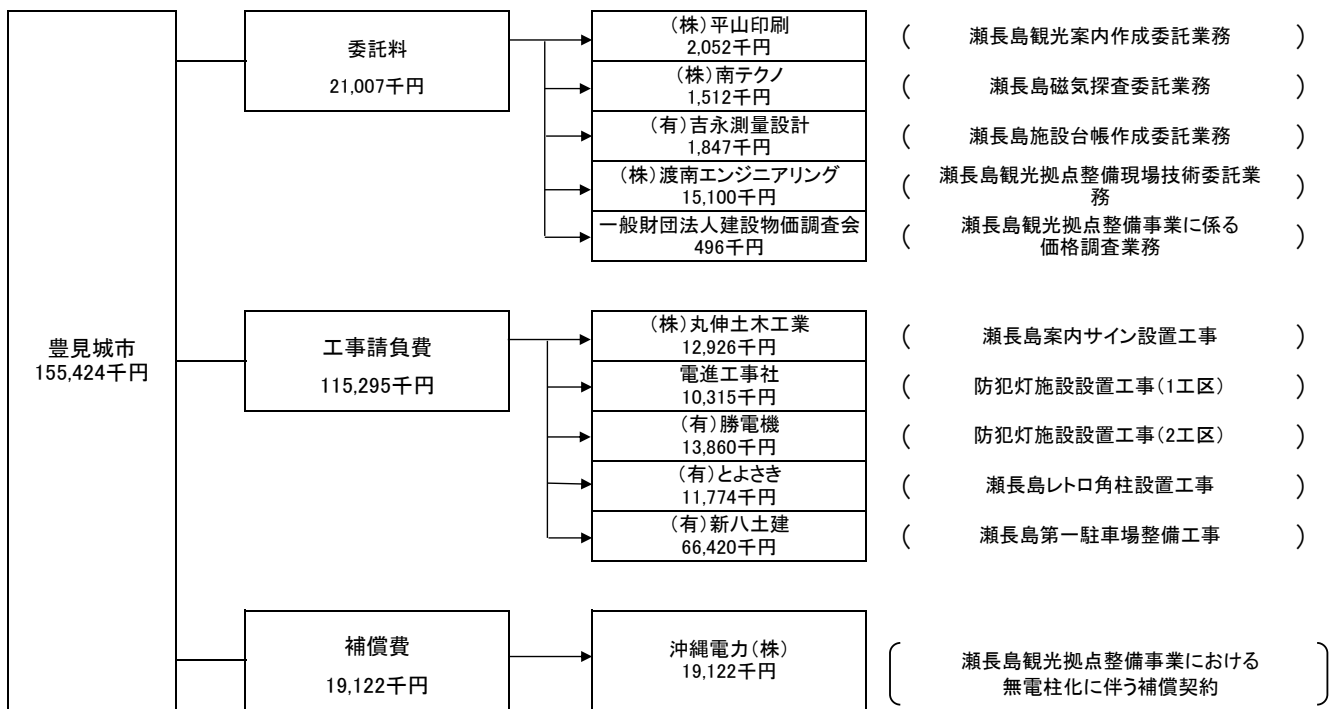 豊見城市
155,424千円
委託料
21,007千円
(株)平山印刷
2,052千円
( 瀬長島観光案内作成委託業務 )
(株)南テクノ
1,512千円
( 瀬長島磁気探査委託業務 )
(有)吉永測量設計
1,847千円
( 瀬長島施設台帳作成委託業務 )
(株)渡南エンジニアリング
15,100千円
( 瀬長島観光拠点整備現場技術委託業
務 )
一般財団法人建設物価調査会
496千円
( 瀬長島観光拠点整備事業に係る
価格調査業務 )
工事請負費
115,295千円
(株)丸伸土木工業
12,926千円
( 瀬長島案内サイン設置工事 )
電進工事社
10,315千円
( 防犯灯施設設置工事(1工区) )
(有)勝電機
13,860千円
( 防犯灯施設設置工事(2工区) )
(有)とよさき
11,774千円
( 瀬長島レトロ角柱設置工事 )
(有)新八土建
66,420千円
( 瀬長島第一駐車場整備工事 )
補償費
19,122千円
沖縄電力(株)
19,122千円
( 瀬長島観光拠点整備事業における
無電柱化に伴う補償契約 )